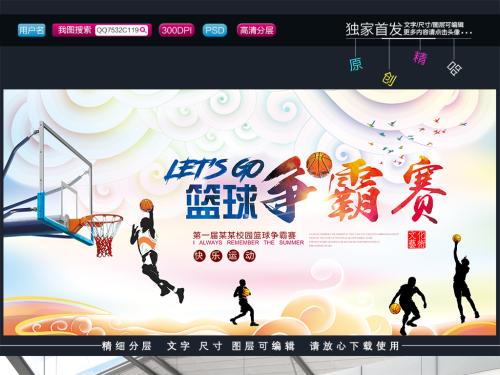 用户名 我图搜索 QQ7532C119 300DPI PSD 高清分层
独家首发 文字/尺寸/图层可编辑
更多内容请点击头像...
原创精品
LET'S GO
篮球争霸赛
第一届某某校园篮球争霸赛
I ALWAYS REMEMBER THE SUMMER
快乐运动
精细分层 文字 尺寸 图层可编辑 请放心下载使用